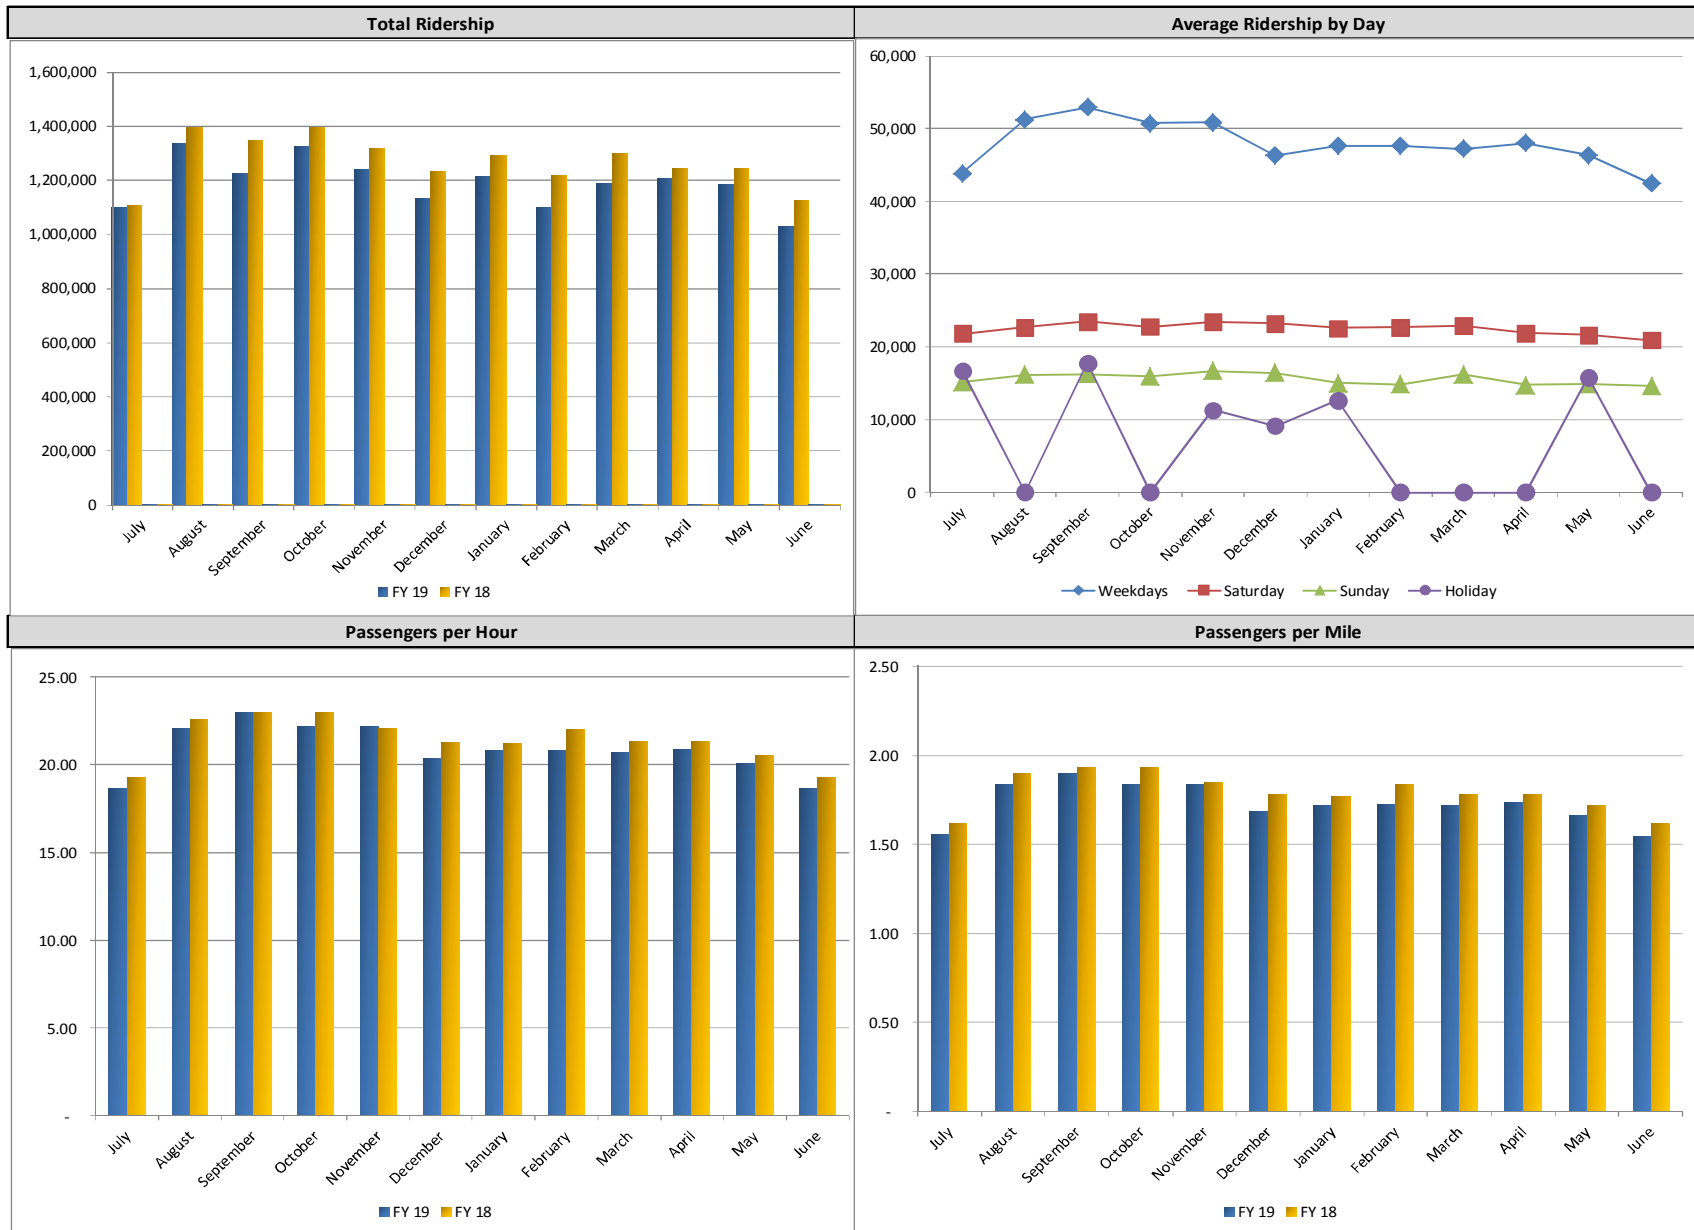 Total Ridership
1,600,000
1,400,000
1,200,000
1,000,000
800,000
600,000
400,000
200,000
0
July August September October November December January February March April May June
FY 19 FY 18
Average Ridership by Day
60,000
50,000
40,000
30,000
20,000
10,000
0
July August September October November December January February March April May June
Weekdays Saturday Sunday Holiday
Passengers per Hour
25.00
20.00
15.00
10.00
5.00
-
July August September October November December January February March April May June
FY 19 FY 18
Passengers per Mile
2.50
2.00
1.50
1.00
0.50
-
July August September October November December January February March April May June
FY 19 FY 18